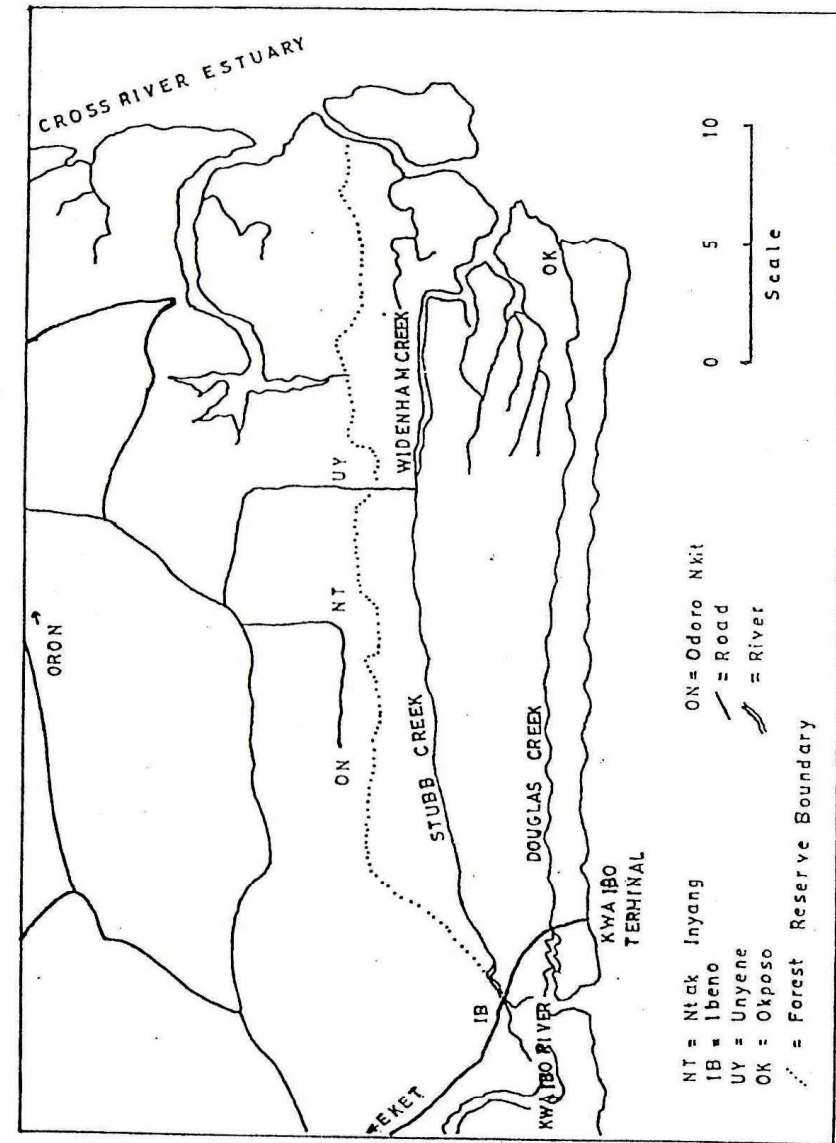 CROSS RIVER ESTUARY
ORON
UY
WIDENHAM CREEK
NT
ON
OK
STUBB CREEK
DOUGLAS CREEK
IB
EKET
KWA IBO RIVER
KWA IBO
TERMINAL
0 5 10
Scale
NT = Ntak Inyang
IB = Ibeno
UY = Unyene
OK = Okposo
= Forest Reserve Boundary
ON = Odoro Nkit
= Road
= River